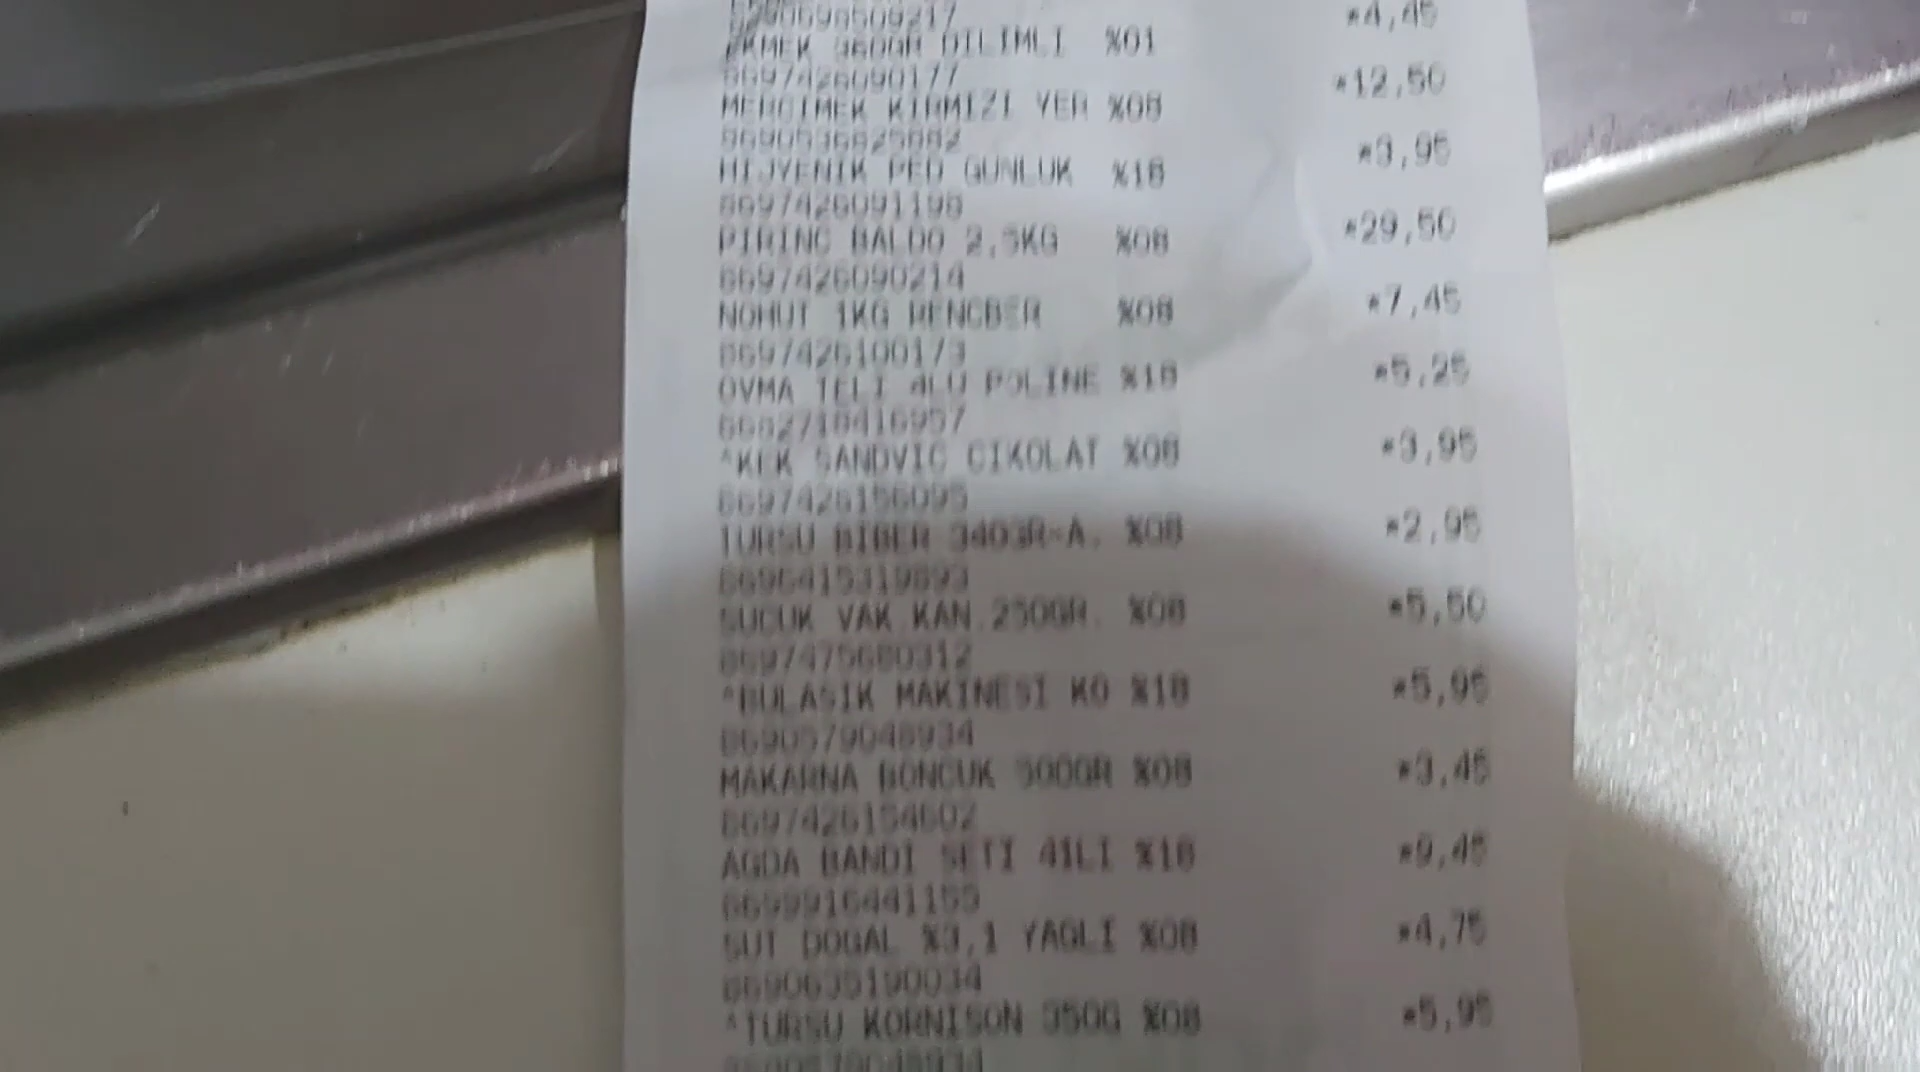 EKMEK 360GR DILIMLI %01 *4,45
8697426090177
MERCIMEK KIRMIZI YER %08 *12,50
8690536825882
HIJYENIK PED GUNLUK %18 *3,95
8697426091198
PIRINC BALDO 2,5KG %08 *29,50
8697426090214
NOHUT 1KG RENCBER %08 *7,45
8697426100173
OVMA TELI 4LU POLINE %18 *5,25
8682718416957
^KEK SANDVIC CIKOLAT %08 *3,95
8697426156095
TURSU BIBER 340GR-A. %08 *2,95
8696415319893
SUCUK VAK KAN.250GR. %08 *5,50
8697475680312
^BULASIK MAKINESI KO %18 *5,95
8690579048934
MAKARNA BONCUK 500GR %08 *3,45
8697426154602
AGDA BANDI SETI 41LI %18 *9,45
8699916441155
SUT DOGAL %3,1 YAGLI %08 *4,75
8690635190034
^TURSU KORNISON 350G %08 *5,95